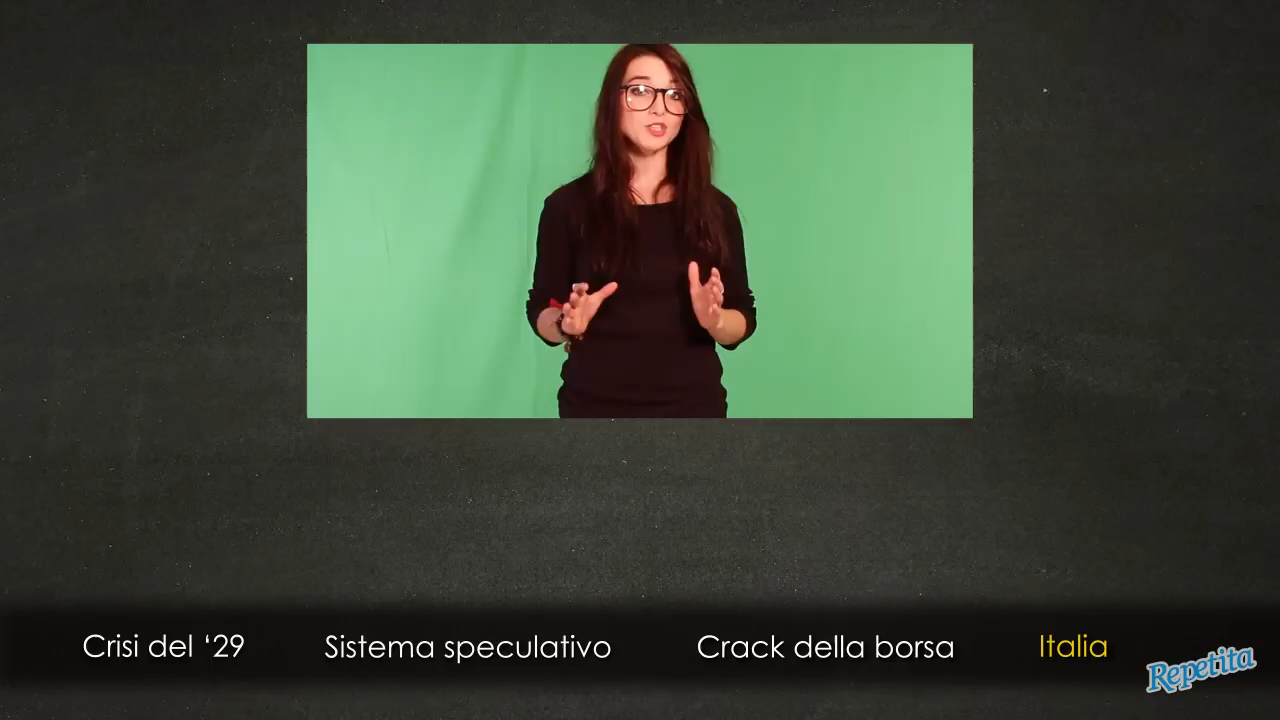 Crisi del ‘29
Sistema speculativo
Crack della borsa
Italia
Repetita